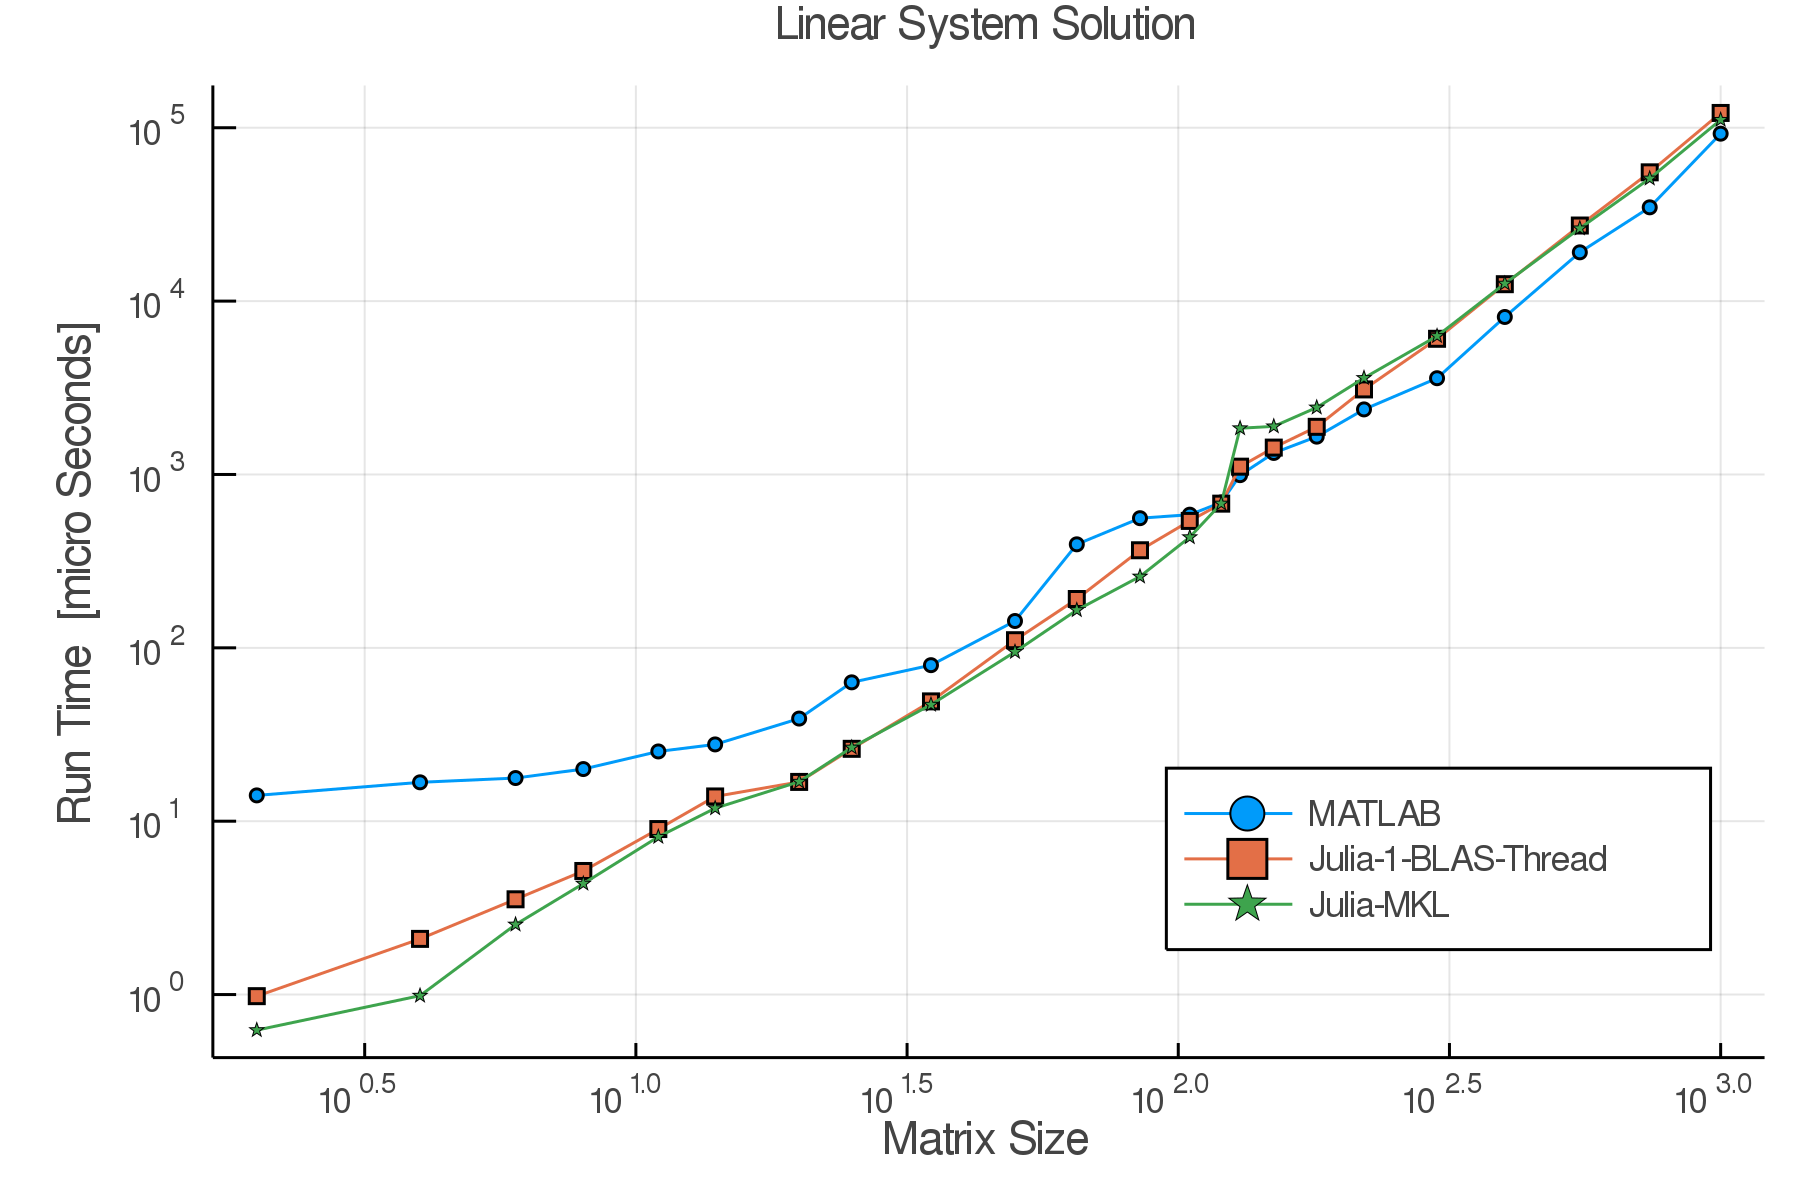 Linear System Solution
Run Time [micro Seconds]
10 5
10 4
10 3
10 2
10 1
10 0
MATLAB
Julia-1-BLAS-Thread
Julia-MKL
10 0.5 10 1.0 10 1.5 10 2.0 10 2.5 10 3.0
Matrix Size